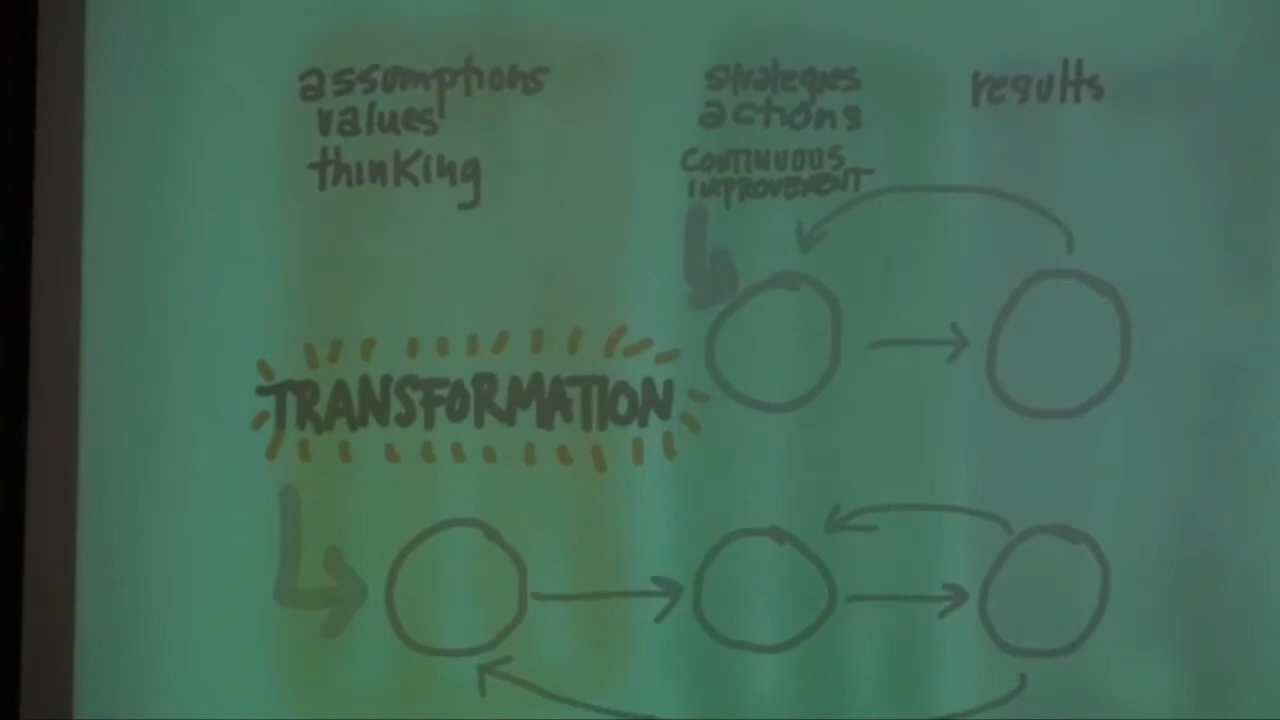 assumptions
values
thinking
strategies
actions
CONTINUOUS
IMPROVEMENT
results
TRANSFORMATION